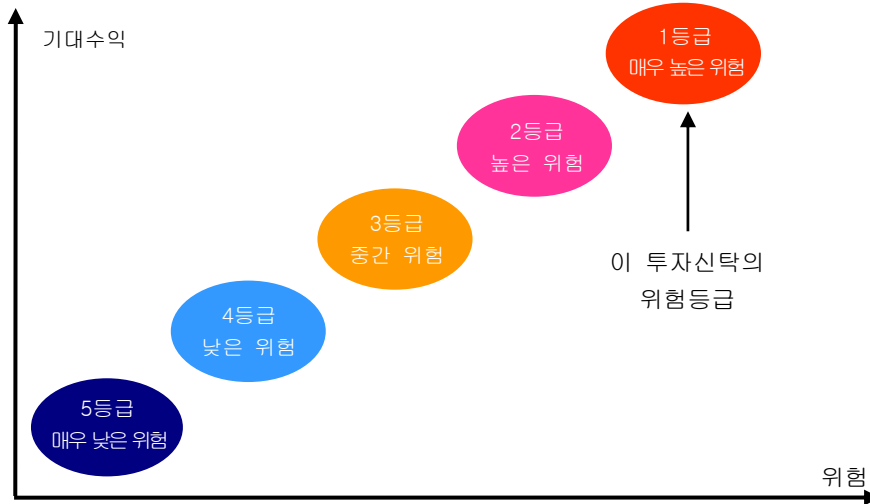 기대수익
1등급
매우 높은 위험
2등급
높은 위험
3등급
중간 위험
이 투자신탁의
위험등급
4등급
낮은 위험
5등급
매우 낮은 위험
위험